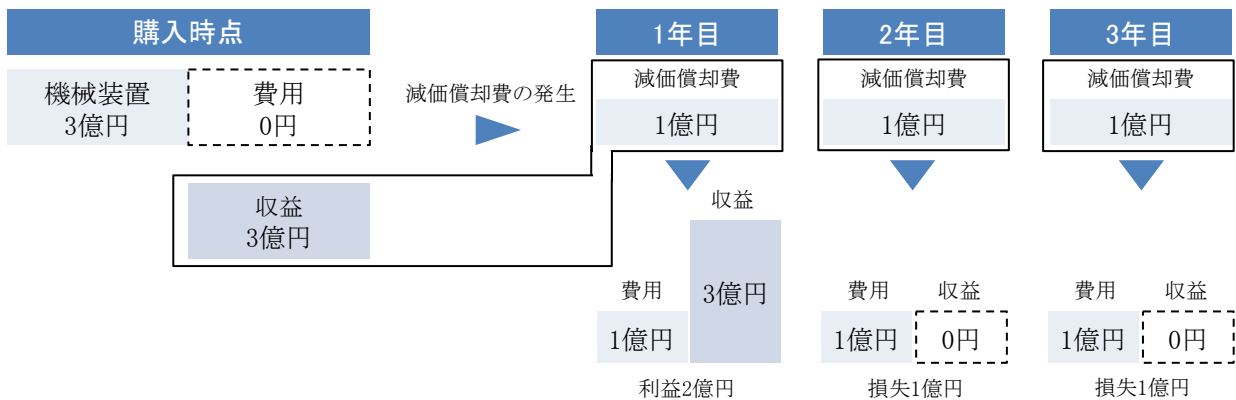 購入時点
1年目
2年目
3年目
機械装置
3億円
費用
0円
減価償却費の発生
減価償却費
1億円
減価償却費
1億円
減価償却費
1億円
収益
3億円
収益
費用
3億円
1億円
利益2億円
費用
収益
1億円
0円
損失1億円
費用
収益
1億円
0円
損失1億円